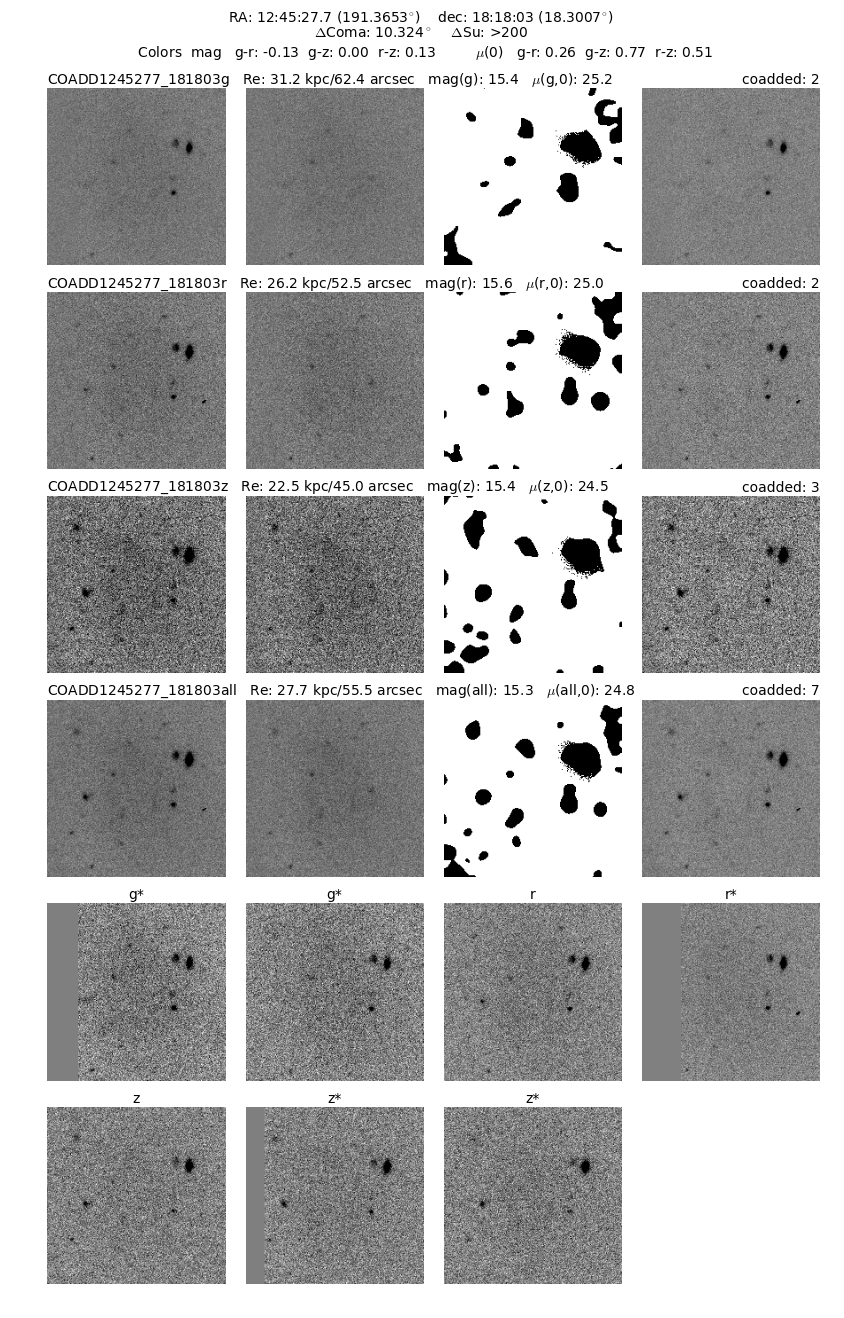 RA: 12:45:27.7 (191.3653°) dec: 18:18:03 (18.3007°)
ΔComa: 10.324° ΔSu: >200
Colors mag g-r: -0.13 g-z: 0.00 r-z: 0.13 μ(0) g-r: 0.26 g-z: 0.77 r-z: 0.51
COADD1245277_181803g Re: 31.2 kpc/62.4 arcsec mag(g): 15.4 μ(g,0): 25.2 coadded: 2
COADD1245277_181803r Re: 26.2 kpc/52.5 arcsec mag(r): 15.6 μ(r,0): 25.0 coadded: 2
COADD1245277_181803z Re: 22.5 kpc/45.0 arcsec mag(z): 15.4 μ(z,0): 24.5 coadded: 3
COADD1245277_181803all Re: 27.7 kpc/55.5 arcsec mag(all): 15.3 μ(all,0): 24.8 coadded: 7
g* g* r r*
z z* z*